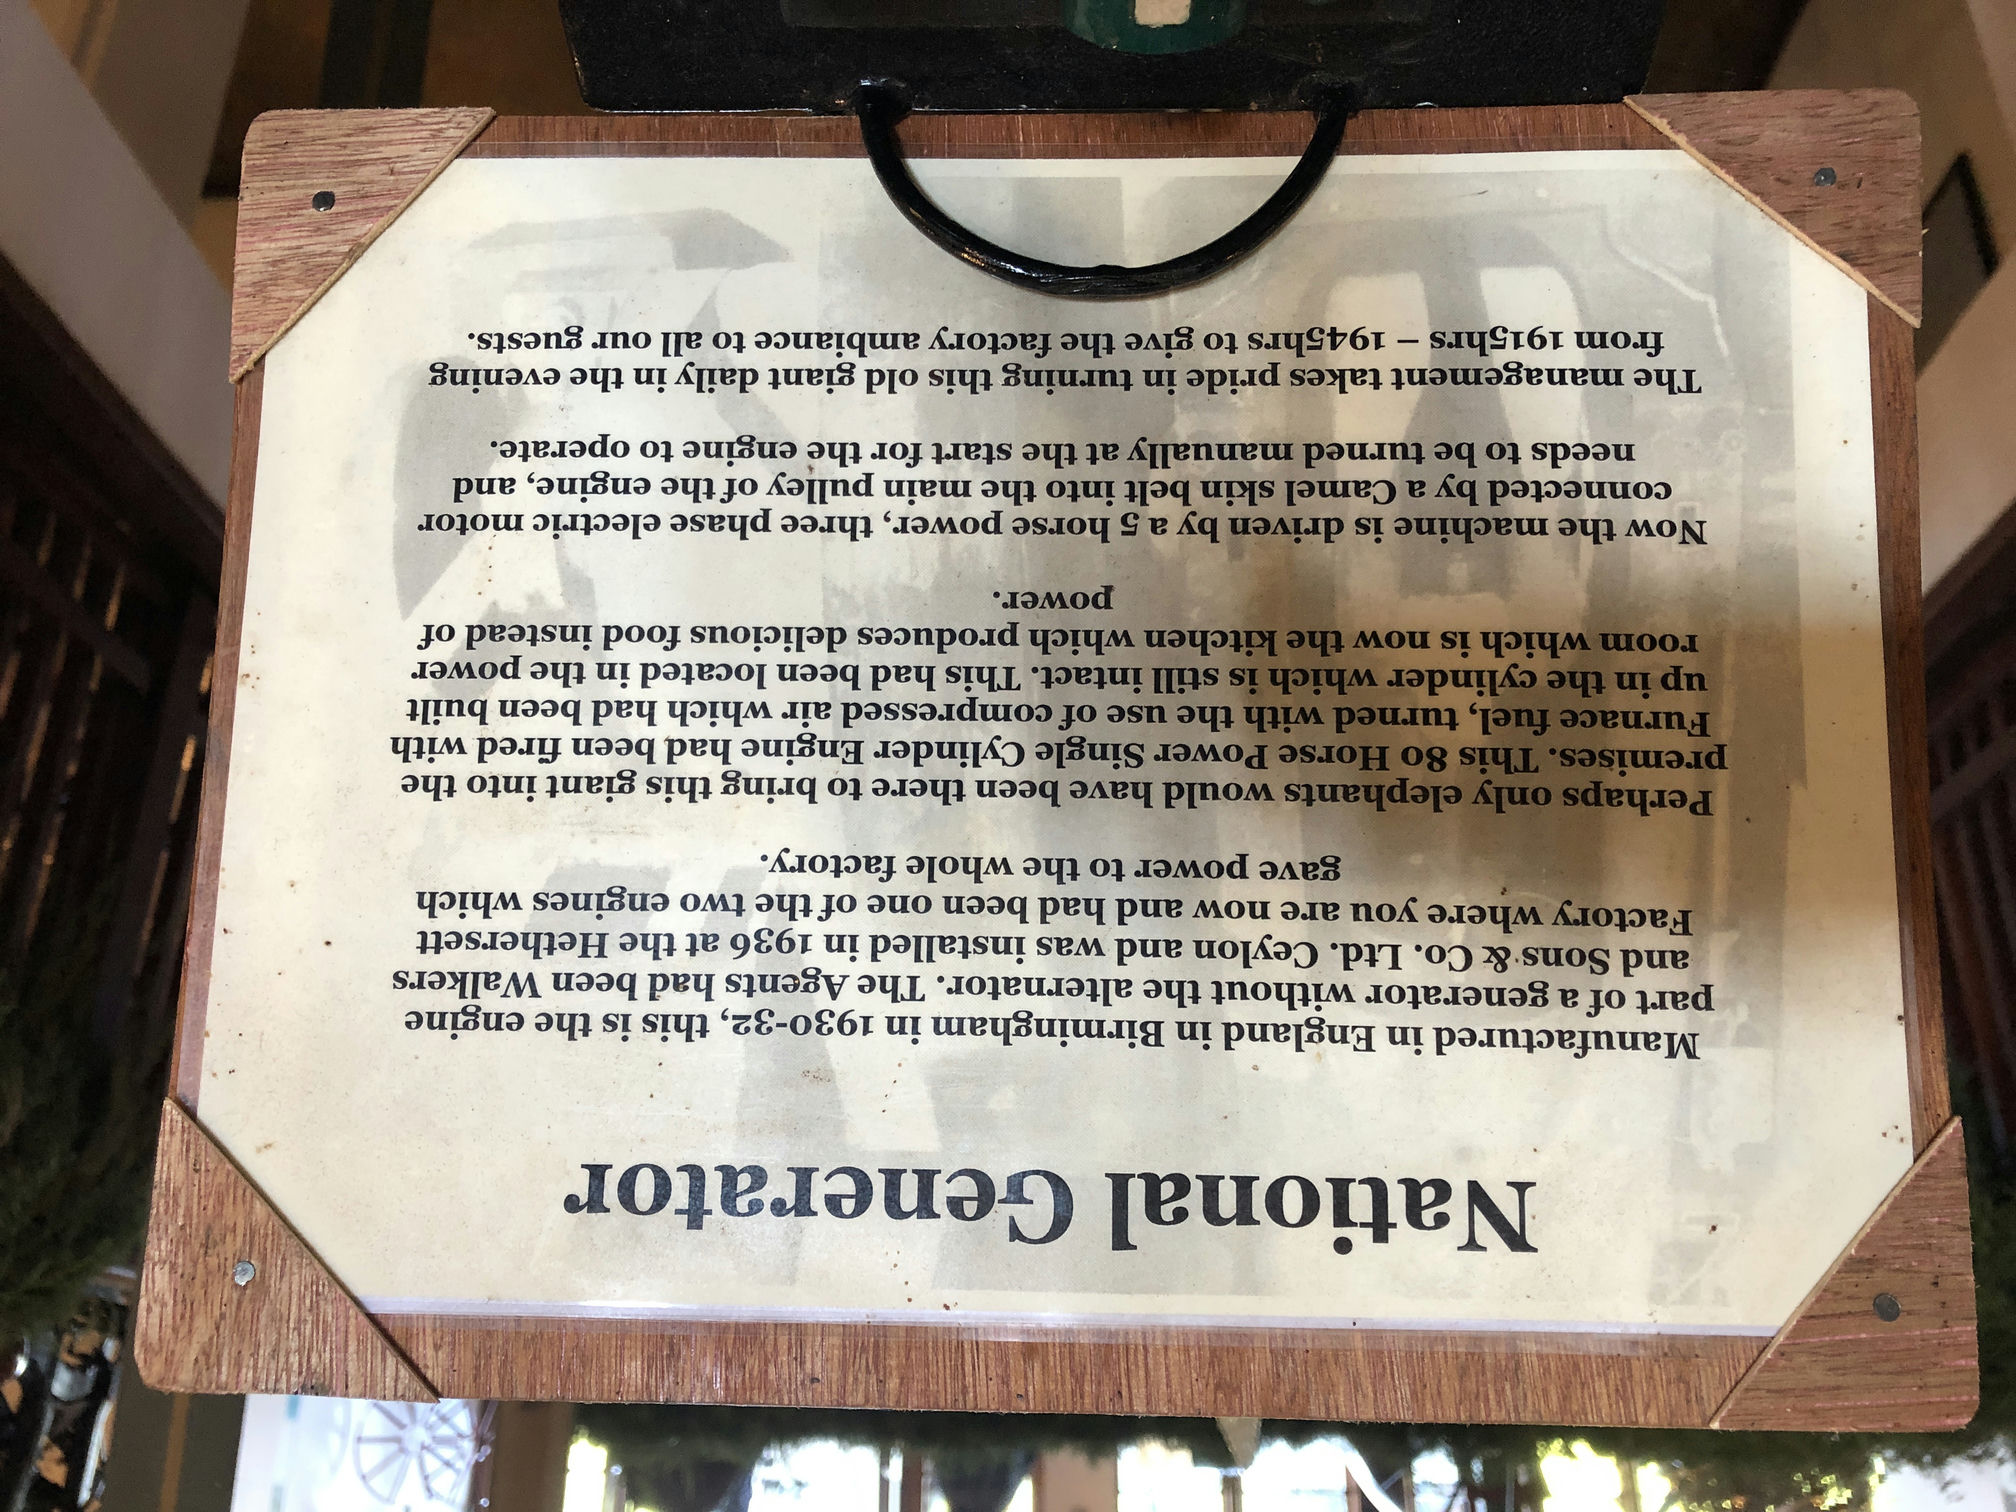 National Generator
Manufactured in England in Birmingham in 1930-32, this is the engine
part of a generator without the alternator. The Agents had been Walkers
and Sons & Co. Ltd. Ceylon and was installed in 1936 at the Hethersett
Factory where you are now and had been one of the two engines which
gave power to the whole factory.
Perhaps only elephants would have been there to bring this giant into the
premises. This 80 Horse Power Single Cylinder Engine had been fired with
Furnace fuel, turned with the use of compressed air which had been built
up in the cylinder which is still intact. This had been located in the power
room which is now the kitchen which produces delicious food instead of
power.
Now the machine is driven by a 5 horse power, three phase electric motor
connected by a Camel skin belt into the main pulley of the engine, and
needs to be turned manually at the start for the engine to operate.
The management takes pride in turning this old giant daily in the evening
from 1915hrs – 1945hrs to give the factory ambiance to all our guests.